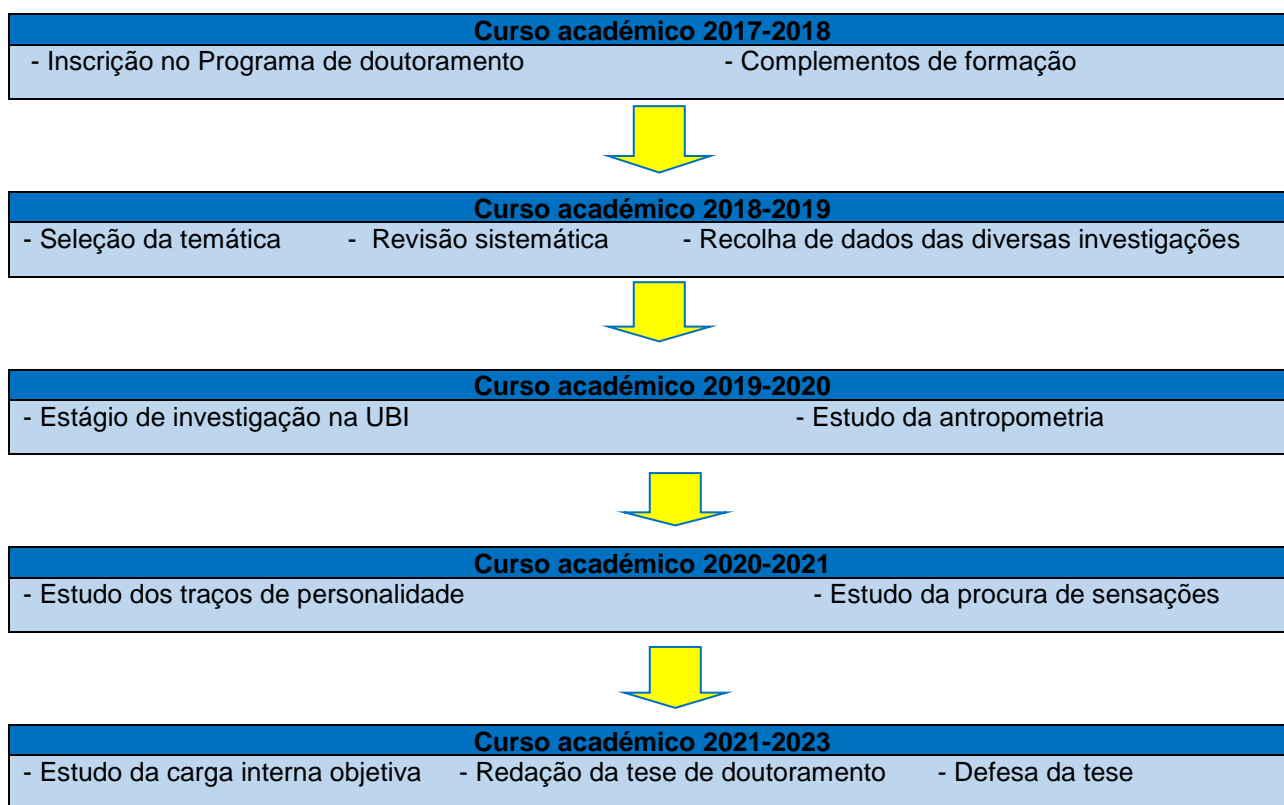 Curso académico 2017-2018
- Inscrição no Programa de doutoramento - Complementos de formação
Curso académico 2018-2019
- Seleção da temática - Revisão sistemática - Recolha de dados das diversas investigações
Curso académico 2019-2020
- Estágio de investigação na UBI - Estudo da antropometria
Curso académico 2020-2021
- Estudo dos traços de personalidade - Estudo da procura de sensações
Curso académico 2021-2023
- Estudo da carga interna objetiva - Redação da tese de doutoramento - Defesa da tese